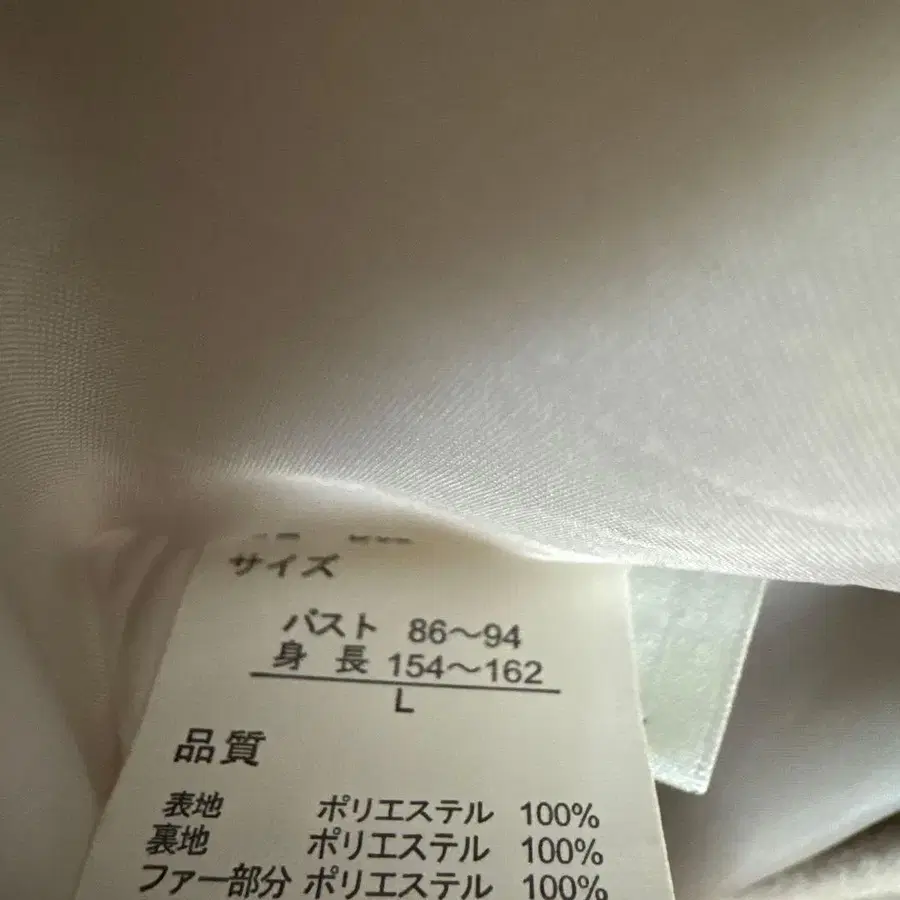 サイズ
バスト 86〜94
身長 154〜162
L
品質
表地 ポリエステル 100%
裏地 ポリエステル 100%
ファー部分 ポリエステル 100%